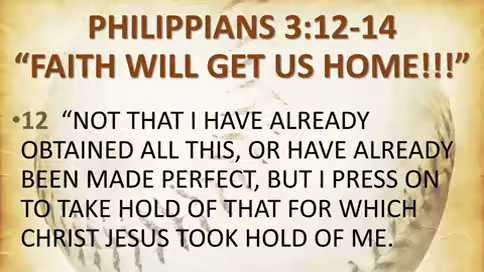 PHILIPPIANS 3:12-14
“FAITH WILL GET US HOME!!!”
•12 “NOT THAT I HAVE ALREADY
OBTAINED ALL THIS, OR HAVE ALREADY
BEEN MADE PERFECT, BUT I PRESS ON
TO TAKE HOLD OF THAT FOR WHICH
CHRIST JESUS TOOK HOLD OF ME.